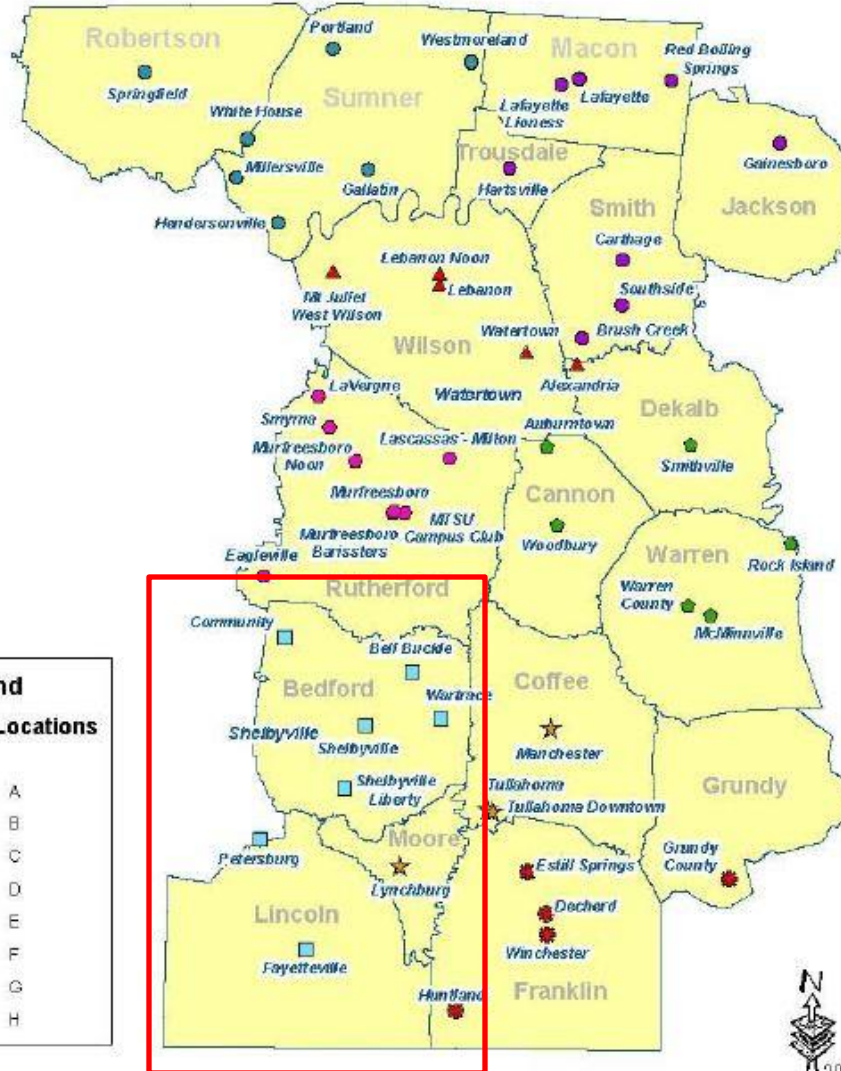 Robertson
Portland
Westmoreland
Macon
Red Boiling
Springs
Springfield
Sumner
Lafayette
Lioness
Lafayette
White House
Trousdale
Gainesboro
Millersville
Gallatin
Hartsville
Smith
Jackson
Hendersonville
Carthage
Lebanon Noon
Southside
Mt Juliet
West Wilson
Lebanon
Wilson
Watertown
Brush Creek
LaVergne
Watertown
Alexandria
Dekalb
Smyrna
Auburntown
Murfreesboro
Noon
Lascassas - Milton
Smithville
Murfreesboro
Cannon
Murfreesboro
Barissters
MTSU
Campus Club
Woodbury
Warren
Eagleville
Rock Island
Rutherford
Warren
County
McMinnville
Community
Bell Buckle
Bedford
Wartrace
Coffee
Shelbyville
Shelbyville
Manchester
Shelbyville
Liberty
Tullahoma
Tullahoma Downtown
Grundy
Petersburg
Moore
Lynchburg
Estill Springs
Grundy
County
Lincoln
Decherd
Winchester
Fayetteville
Huntland
Franklin
nd
Locations
A
B
C
D
E
F
G
H
N